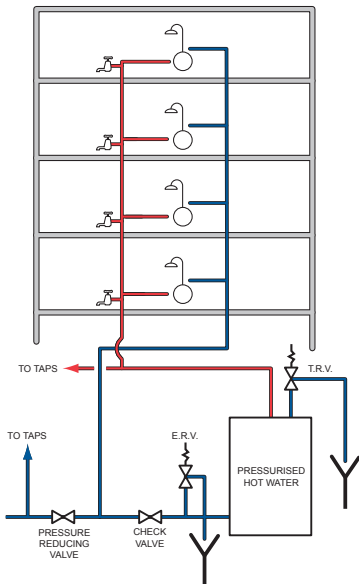 TO TAPS
T.R.V.
TO TAPS
E.R.V.
PRESSURISED
HOT WATER
PRESSURE
REDUCING
VALVE
CHECK
VALVE